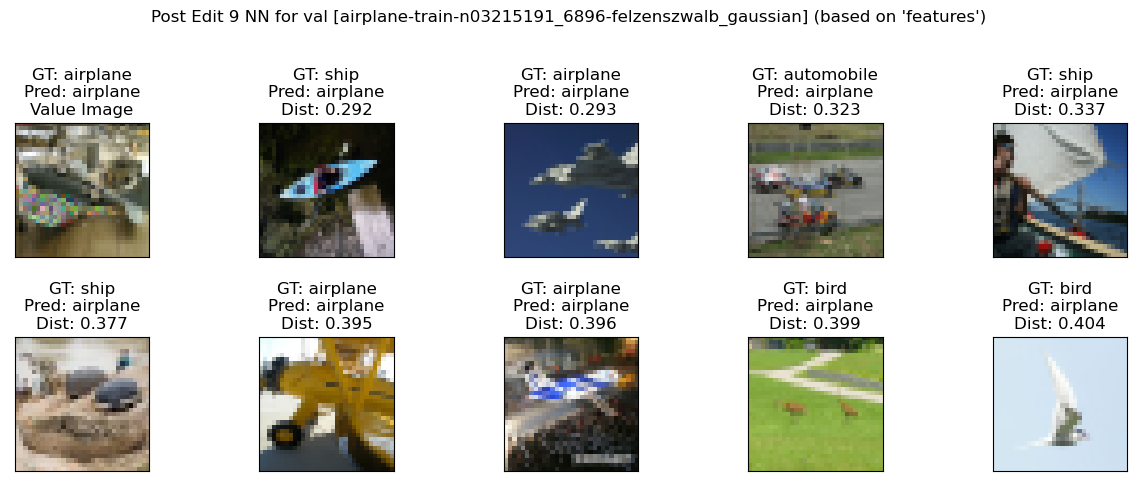 Post Edit 9 NN for val [airplane-train-n03215191_6896-felzenszwalb_gaussian] (based on 'features')
GT: airplane
Pred: airplane
Value Image
GT: ship
Pred: airplane
Dist: 0.292
GT: airplane
Pred: airplane
Dist: 0.293
GT: automobile
Pred: airplane
Dist: 0.323
GT: ship
Pred: airplane
Dist: 0.337
GT: ship
Pred: airplane
Dist: 0.377
GT: airplane
Pred: airplane
Dist: 0.395
GT: airplane
Pred: airplane
Dist: 0.396
GT: bird
Pred: airplane
Dist: 0.399
GT: bird
Pred: airplane
Dist: 0.404